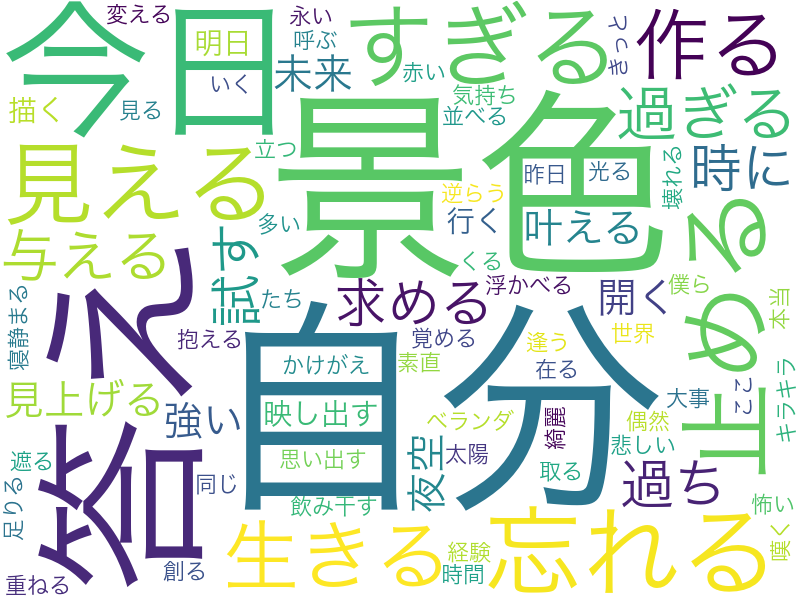 今日
変える
明日
いく
描く
見る
永い
呼ぶ
未来
すぎる
赤い
気持ち
並べる
とっき
作る
過ぎる
見える
立つ
景色
昨日
光る
壊れる
時に
与える
多い
逆らう
行く
叶える
答え
試す
たち
くる
求める
浮かべる
開く
僕ら
止める
本当
寝静まる
抱える
覚める
逢う
世界
自分
かけがえ
素直
在る
キラキラ
見上げる
強い
映し出す
ベランダ
綺麗
偶然
大事
ここ
遮る
思い出す
夜空
太陽
悲しい
足りる
同じ
飲み干す
取る
過ち
怖い
生きる
忘れる
嘆く
重ねる
創る
経験
時間